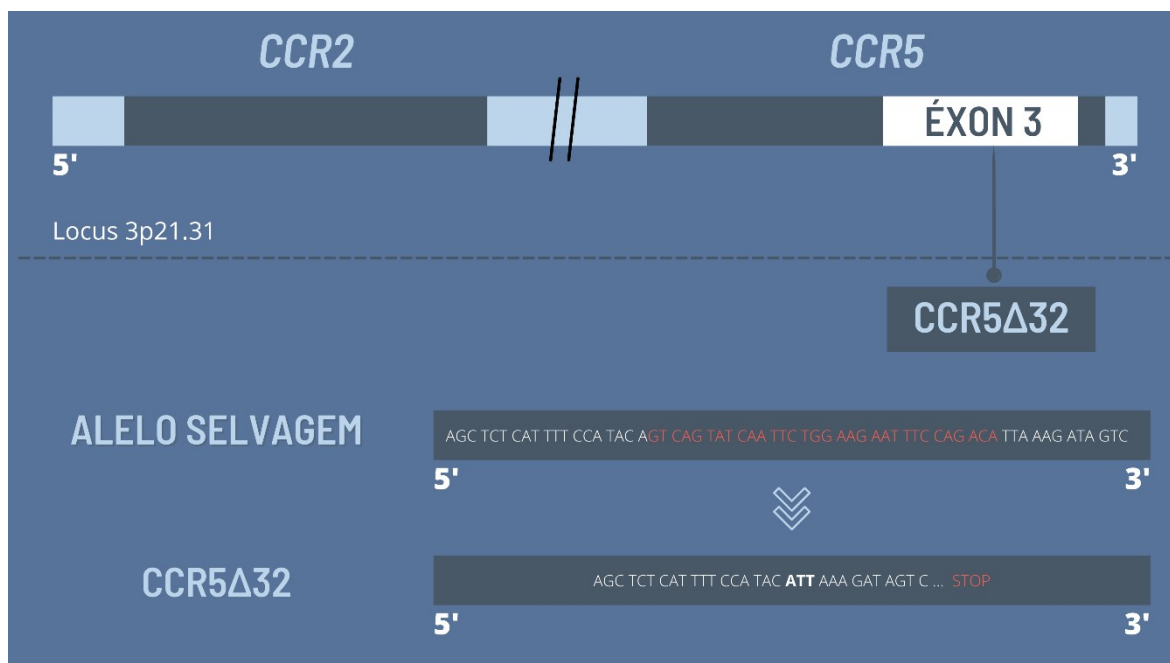 CCR2
CCR5
ÉXON 3
5'
3'
Locus 3p21.31
CCR5Δ32
ALELO SELVAGEM
AGC TCT CAT TTT CCA TAC AGT CAG TAT CAA TTC TGG AAG AAT TTC CAG ACA TTA AAG ATA GTC
5'
3'
CCR5Δ32
AGC TCT CAT TTT CCA TAC ATT AAA GAT AGT C ... STOP
5'
3'